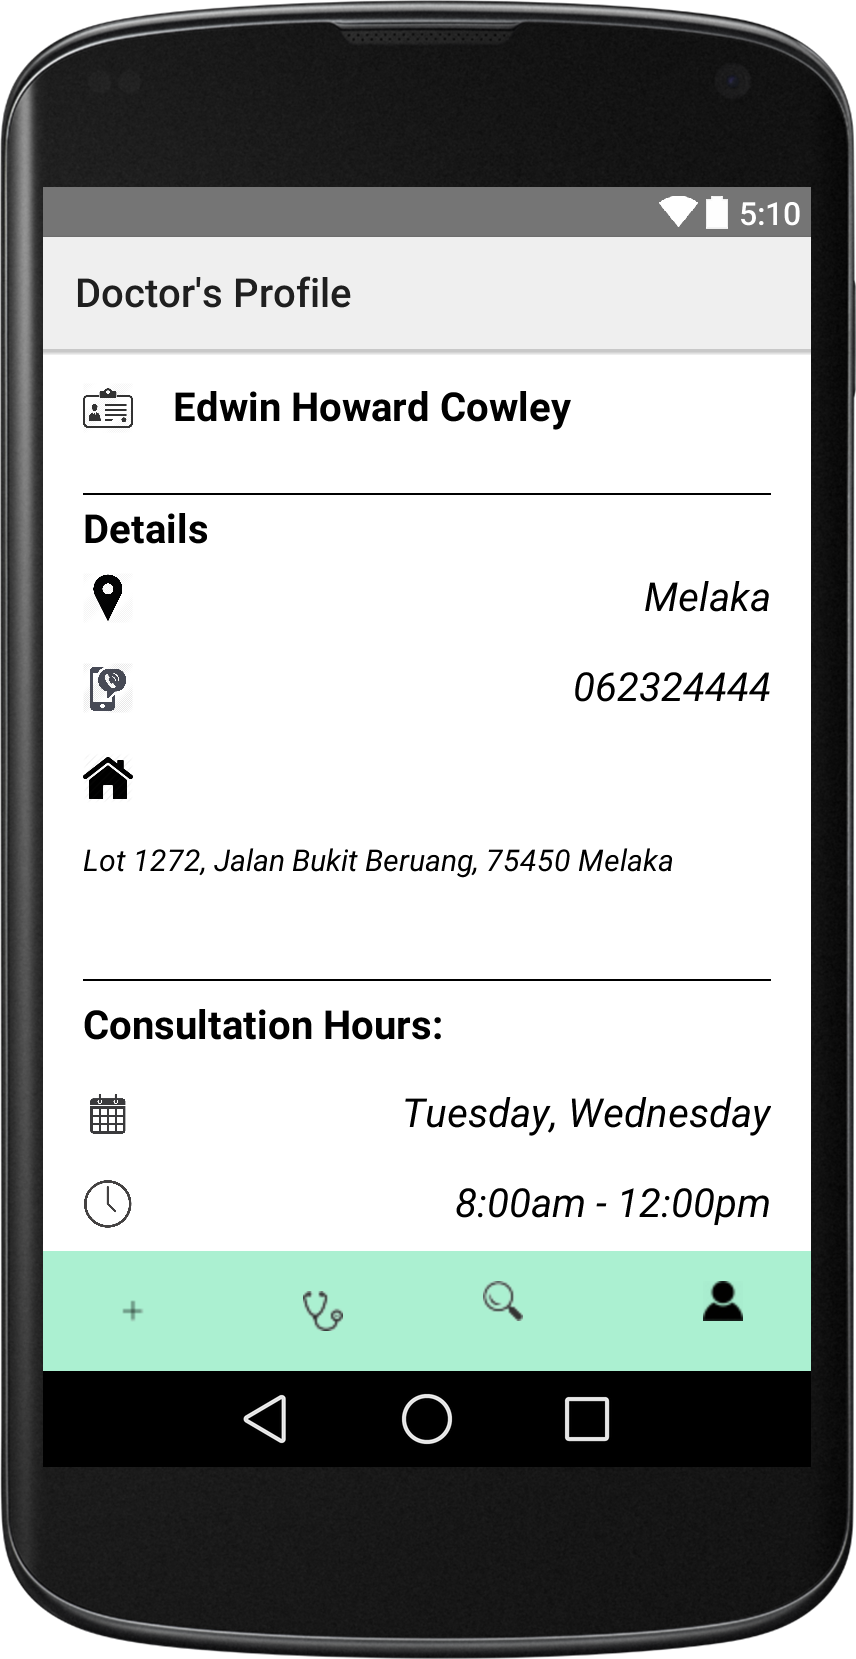 5:10
Doctor's Profile
Edwin Howard Cowley
Details
Melaka
062324444
Lot 1272, Jalan Bukit Beruang, 75450 Melaka
Consultation Hours:
Tuesday, Wednesday
8:00am - 12:00pm